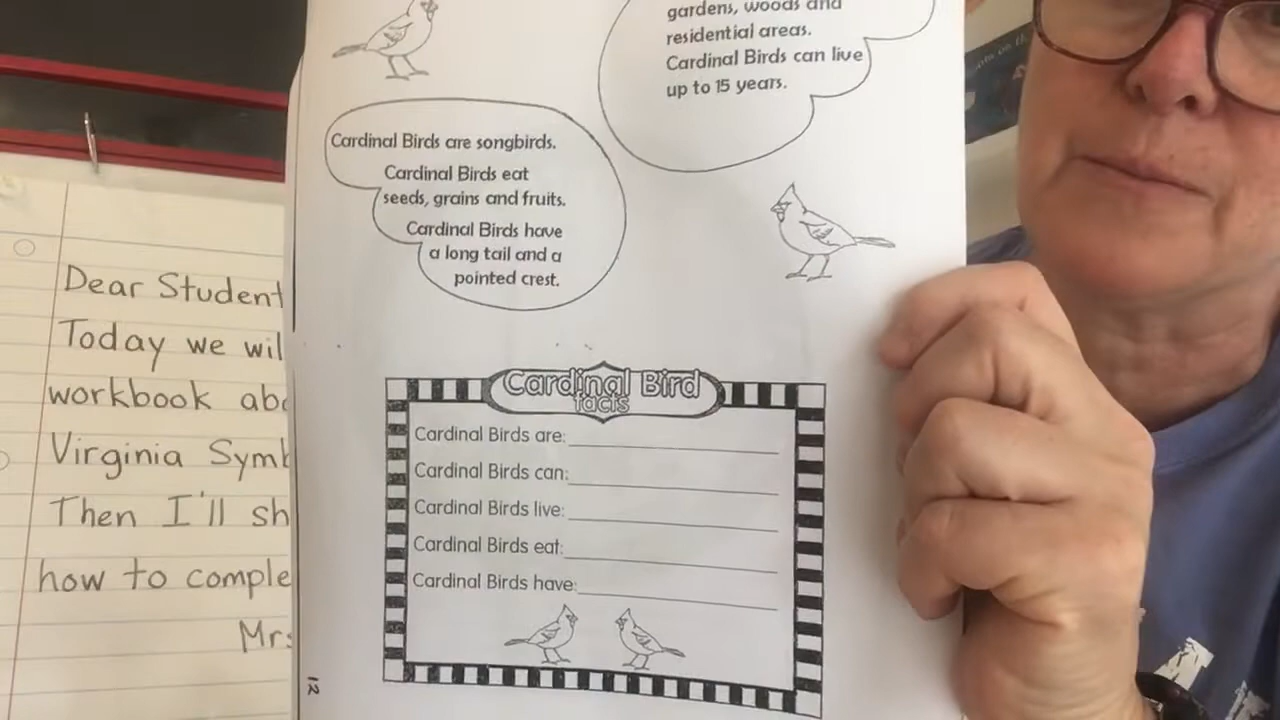 gardens, woods and
residential areas.
Cardinal Birds can live
up to 15 years.
Cardinal Birds are songbirds.
Cardinal Birds eat
seeds, grains and fruits.
Cardinal Birds have
a long tail and a
pointed crest.
Cardinal Bird
facts
Cardinal Birds are:
Cardinal Birds can:
Cardinal Birds live:
Cardinal Birds eat:
Cardinal Birds have:
12
Dear Student
Today we wil
workbook abo
Virginia Symb
Then I'll sh
how to comple
Mrs